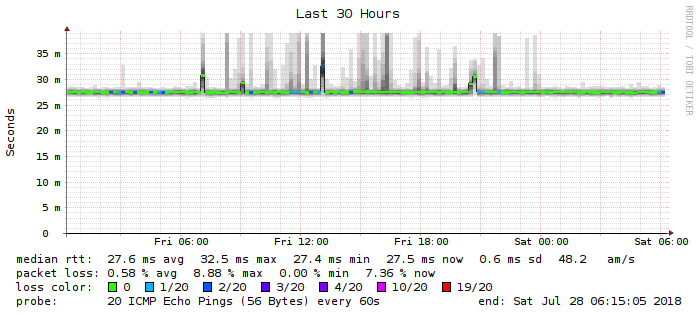 Last 30 Hours
RRDTOOL / TOBI OETIKER
Seconds
35 m
30 m
25 m
20 m
15 m
10 m
5 m
0
Fri 06:00 Fri 12:00 Fri 18:00 Sat 00:00 Sat 06:00
median rtt: 27.6 ms avg 32.5 ms max 27.4 ms min 27.5 ms now 0.6 ms sd 48.2 am/s
packet loss: 0.58 % avg 8.88 % max 0.00 % min 7.36 % now
loss color: 0 1/20 2/20 3/20 4/20 10/20 19/20
probe: 20 ICMP Echo Pings (56 Bytes) every 60s end: Sat Jul 28 06:15:05 2018